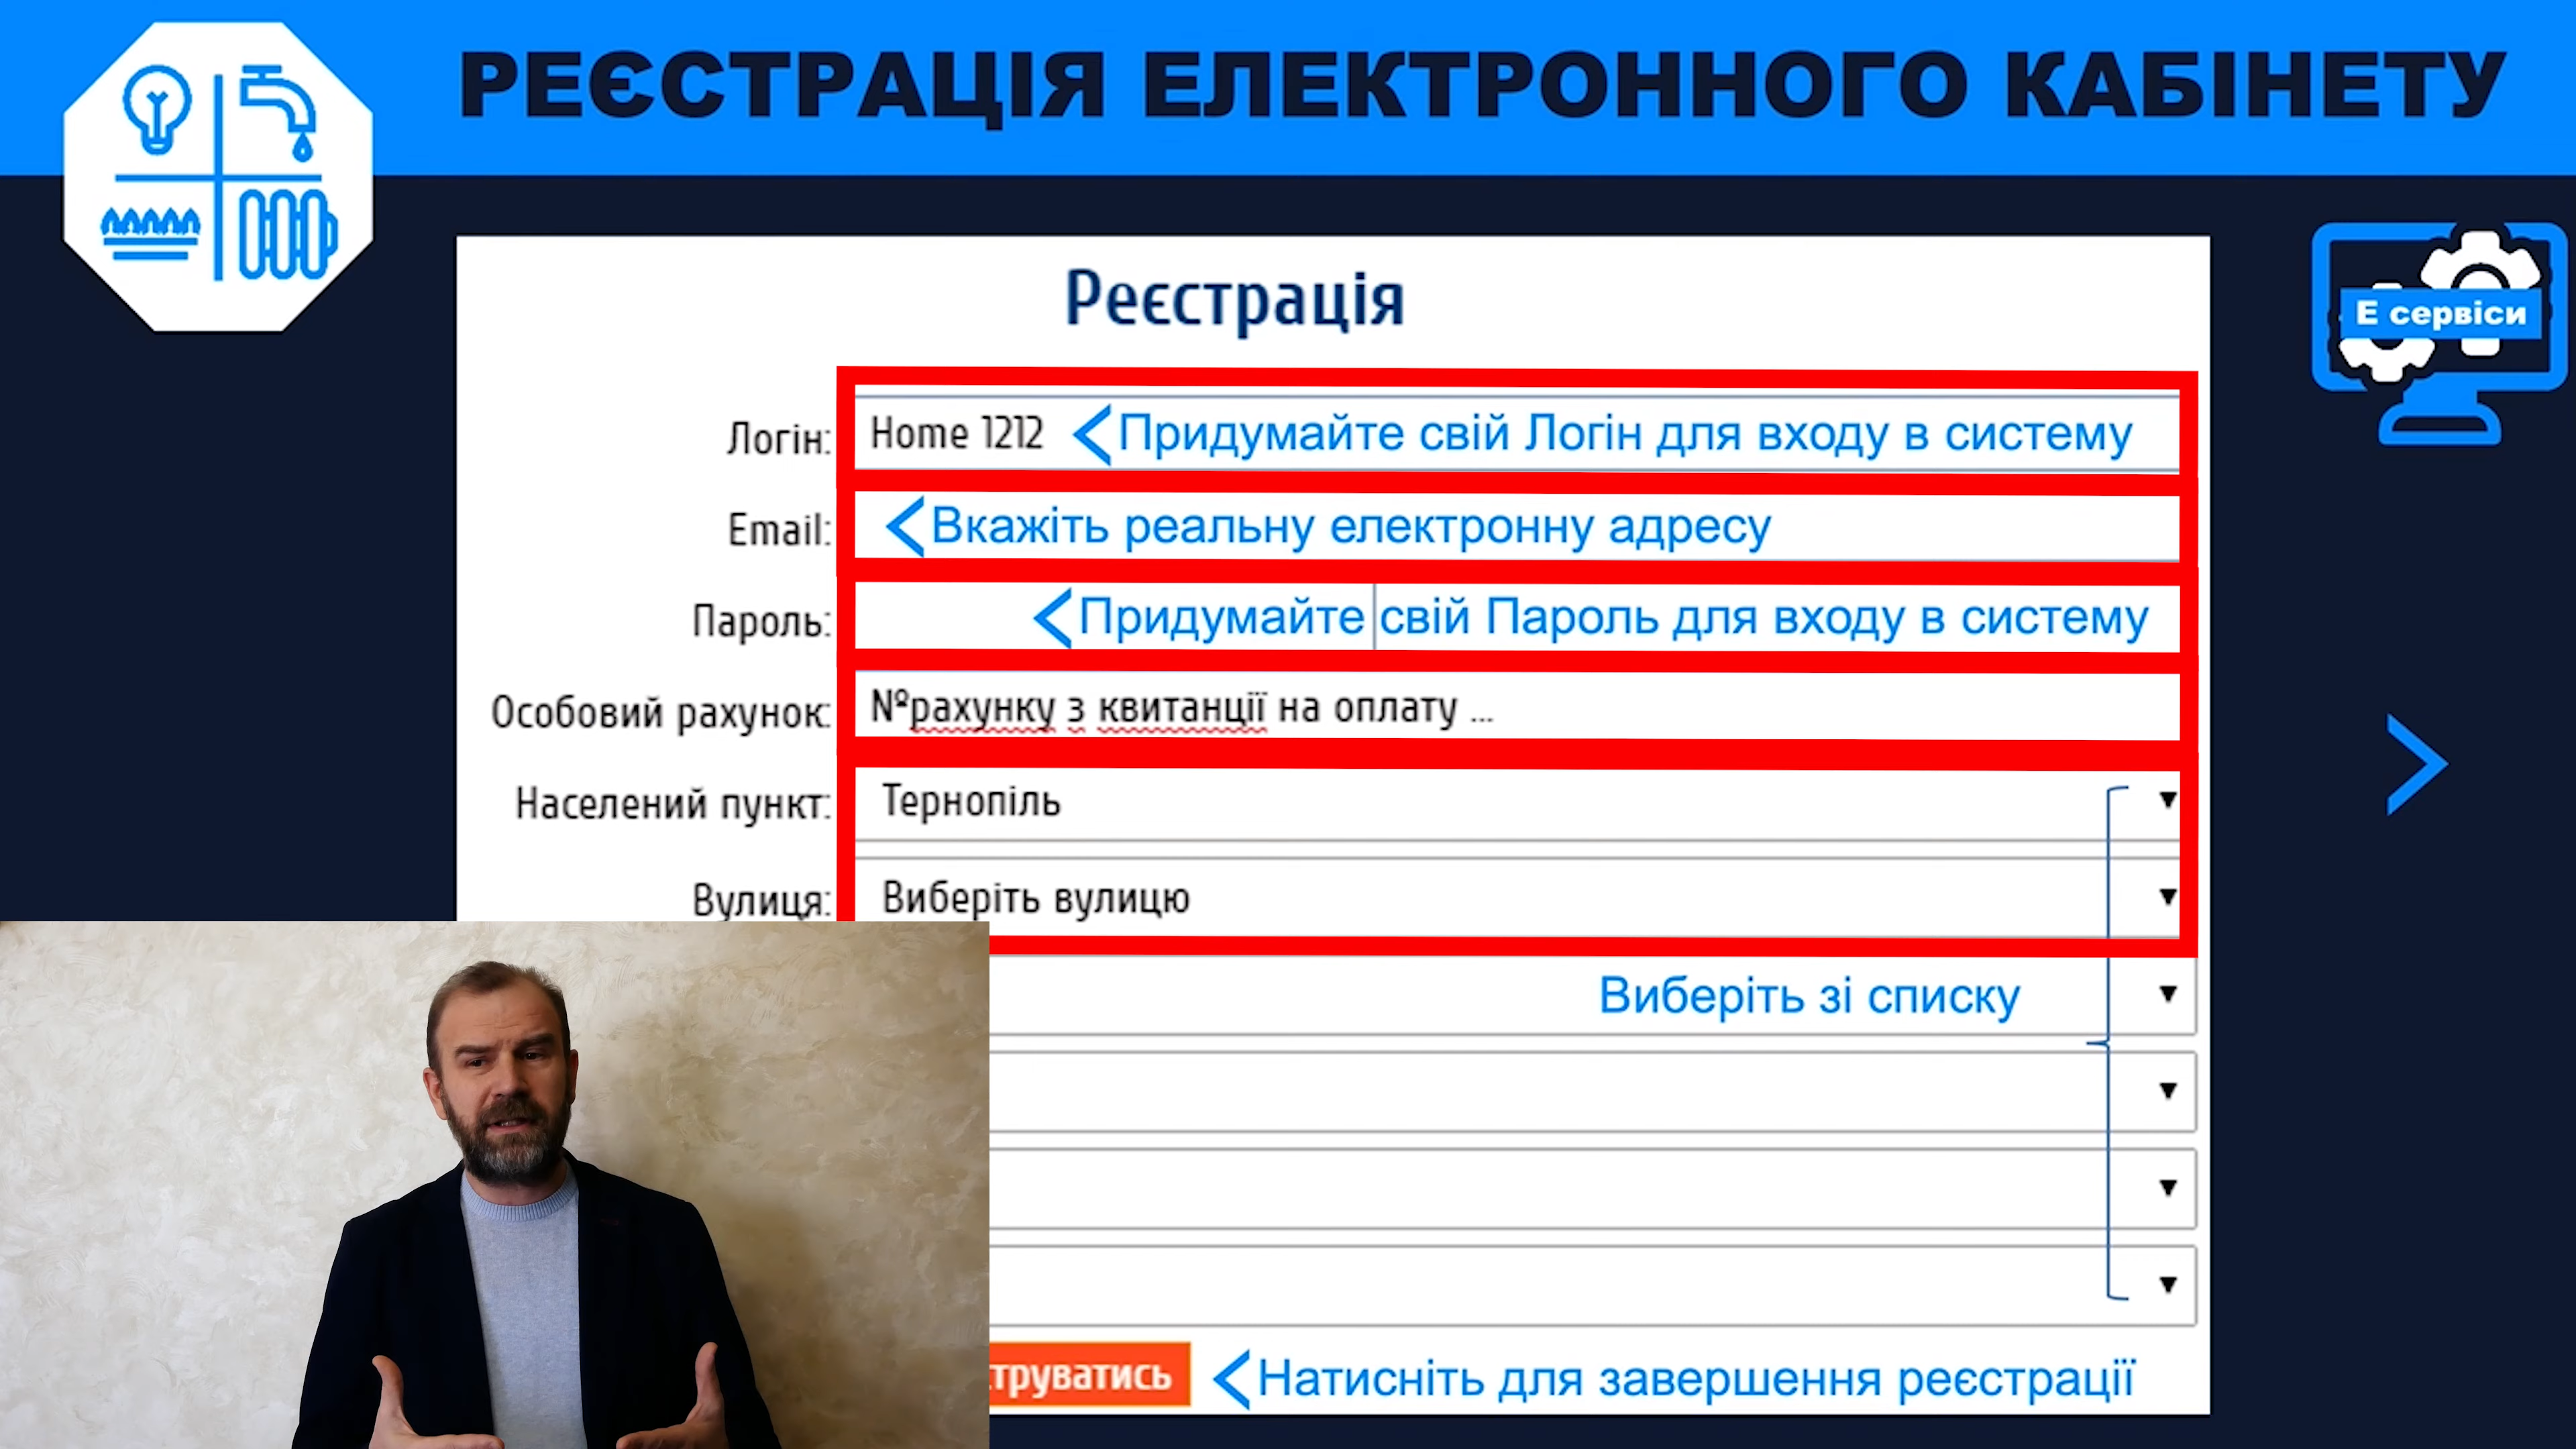 РЕЄСТРАЦІЯ ЕЛЕКТРОННОГО КАБІНЕТУ
Е сервіси
Реєстрація
Логін: Home 1212 Придумайте свій Логін для входу в систему
Email: Вкажіть реальну електронну адресу
Пароль: Придумайте свій Пароль для входу в систему
Особовий рахунок: №рахунку з квитанції на оплату ...
Населений пункт: Тернопіль
Вулиця: Виберіть вулицю
Виберіть зі списку
труватись Натисніть для завершення реєстрації